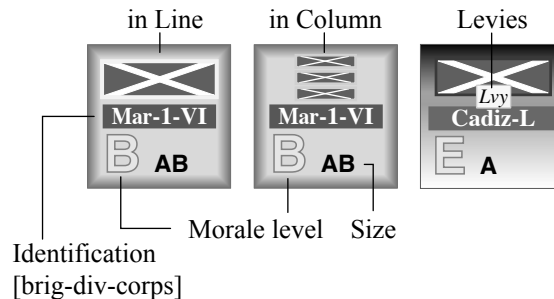 in Line in Column Levies
Lvy
Mar-1-VI Mar-1-VI Cadiz-L
B AB B AB E A
Morale level Size
Identification
[brig-div-corps]